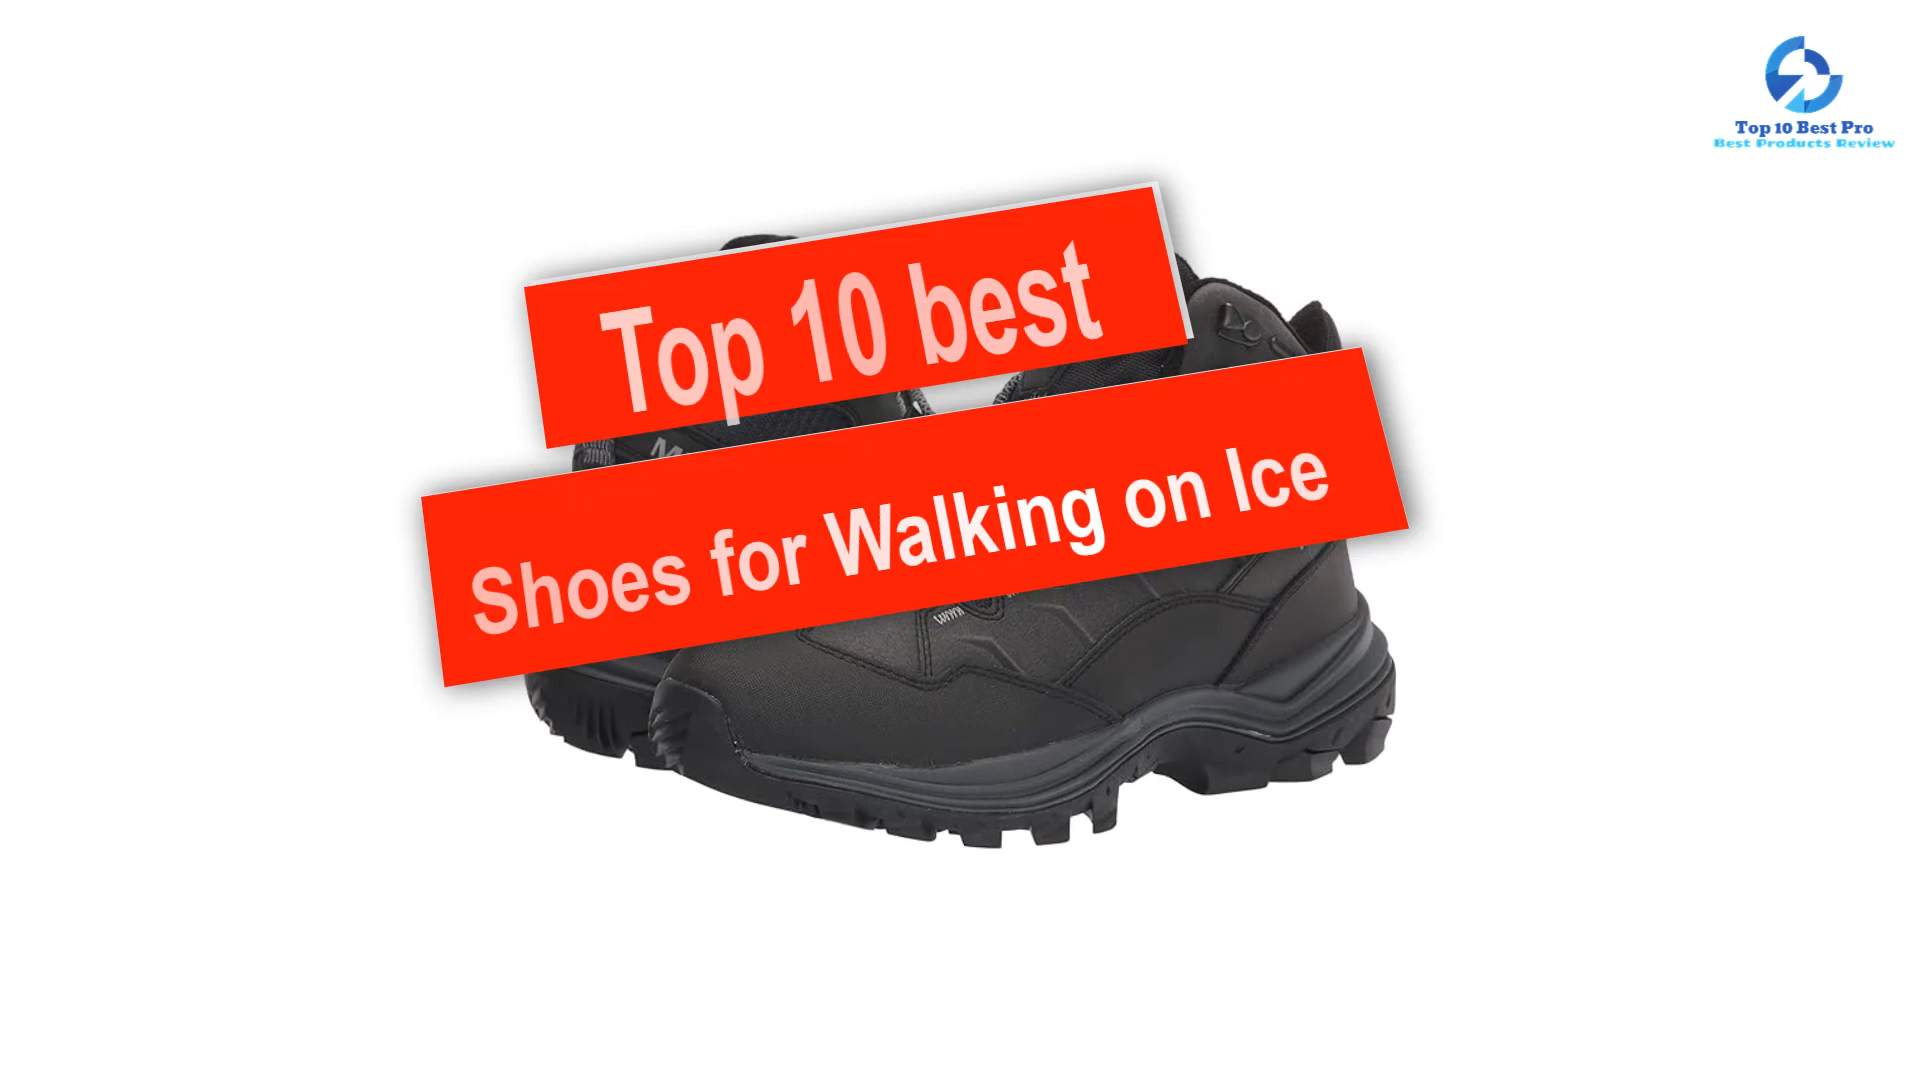 Top 10 Best Pro
Best Products Review
Top 10 best
Shoes for Walking on Ice